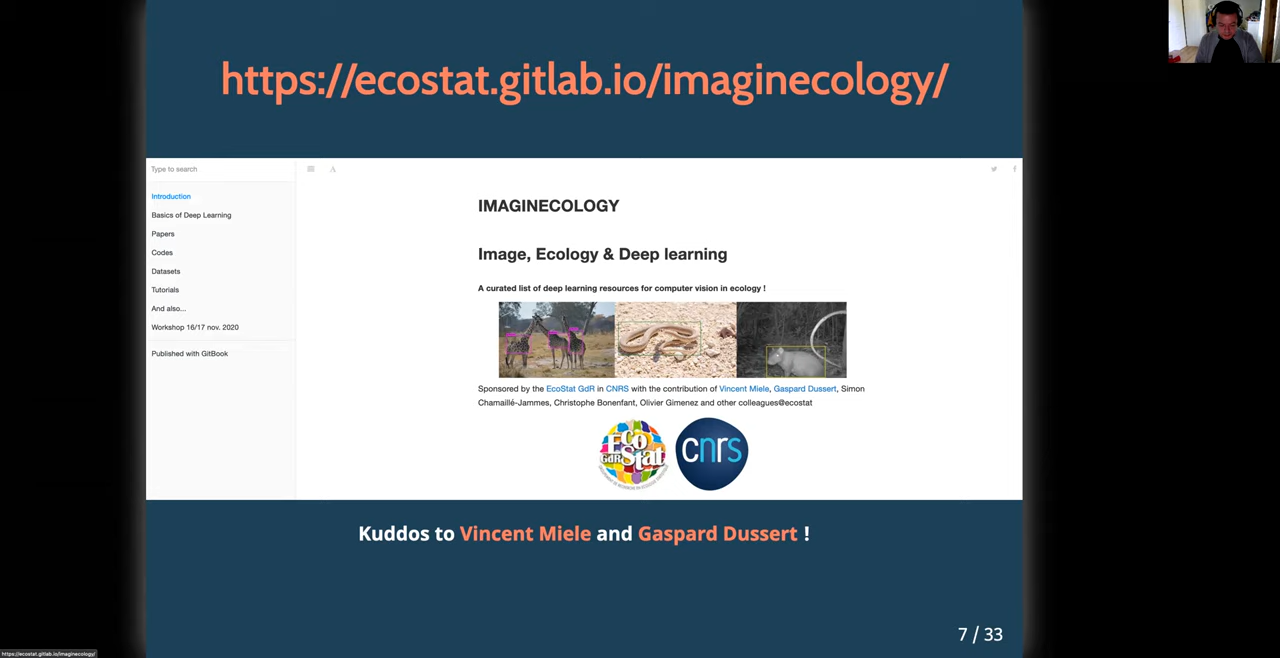 https://ecostat.gitlab.io/imaginecology/
Type to search
A
Introduction
Basics of Deep Learning
Papers
Codes
Datasets
Tutorials
And also...
Workshop 16/17 nov. 2020
Published with GitBook
IMAGINECOLOGY
Image, Ecology & Deep learning
A curated list of deep learning resources for computer vision in ecology !
Sponsored by the EcoStat GdR in CNRS with the contribution of Vincent Miele, Gaspard Dussert, Simon
Chamaillé-Jammes, Christophe Bonenfant, Olivier Gimenez and other colleagues@ecostat
EcoStat
GdR
cnrs
Kuddos to Vincent Miele and Gaspard Dussert !
7 / 33
https://ecostat.gitlab.io/imaginecology/